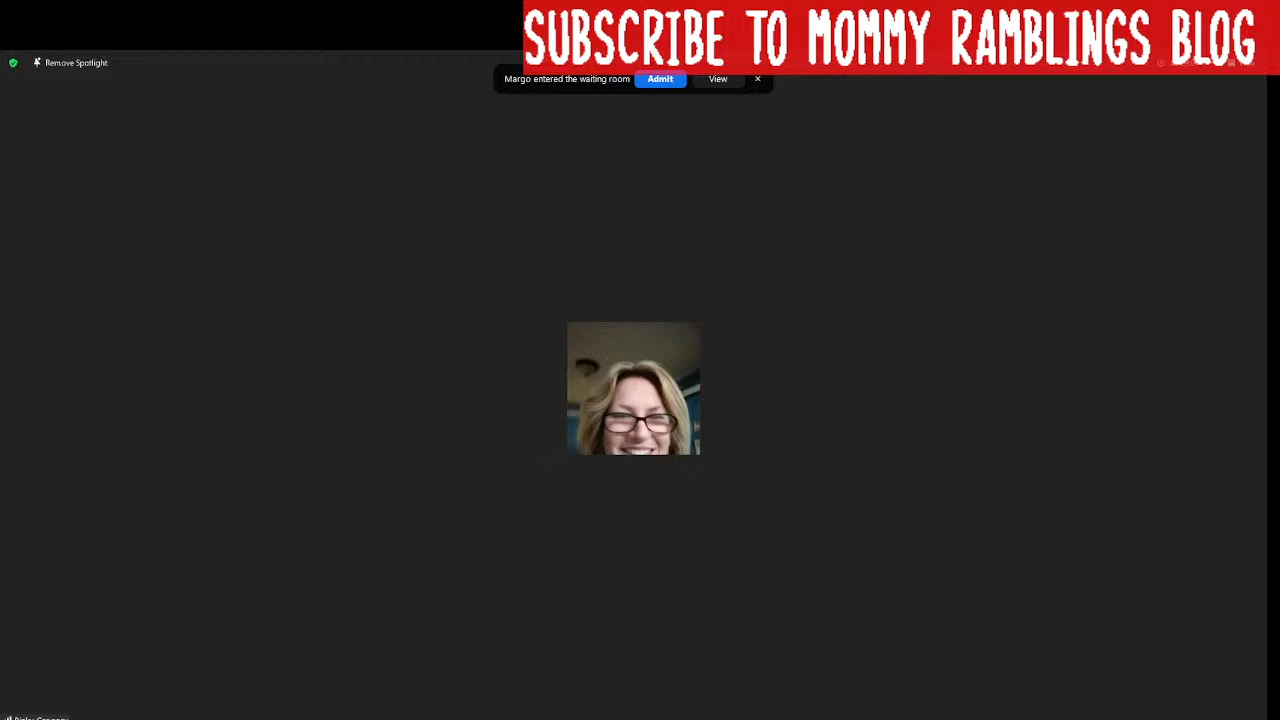 SUBSCRIBE TO MOMMY RAMBLINGS BLOG
Remove Spotlight
Margo entered the waiting room Admit View